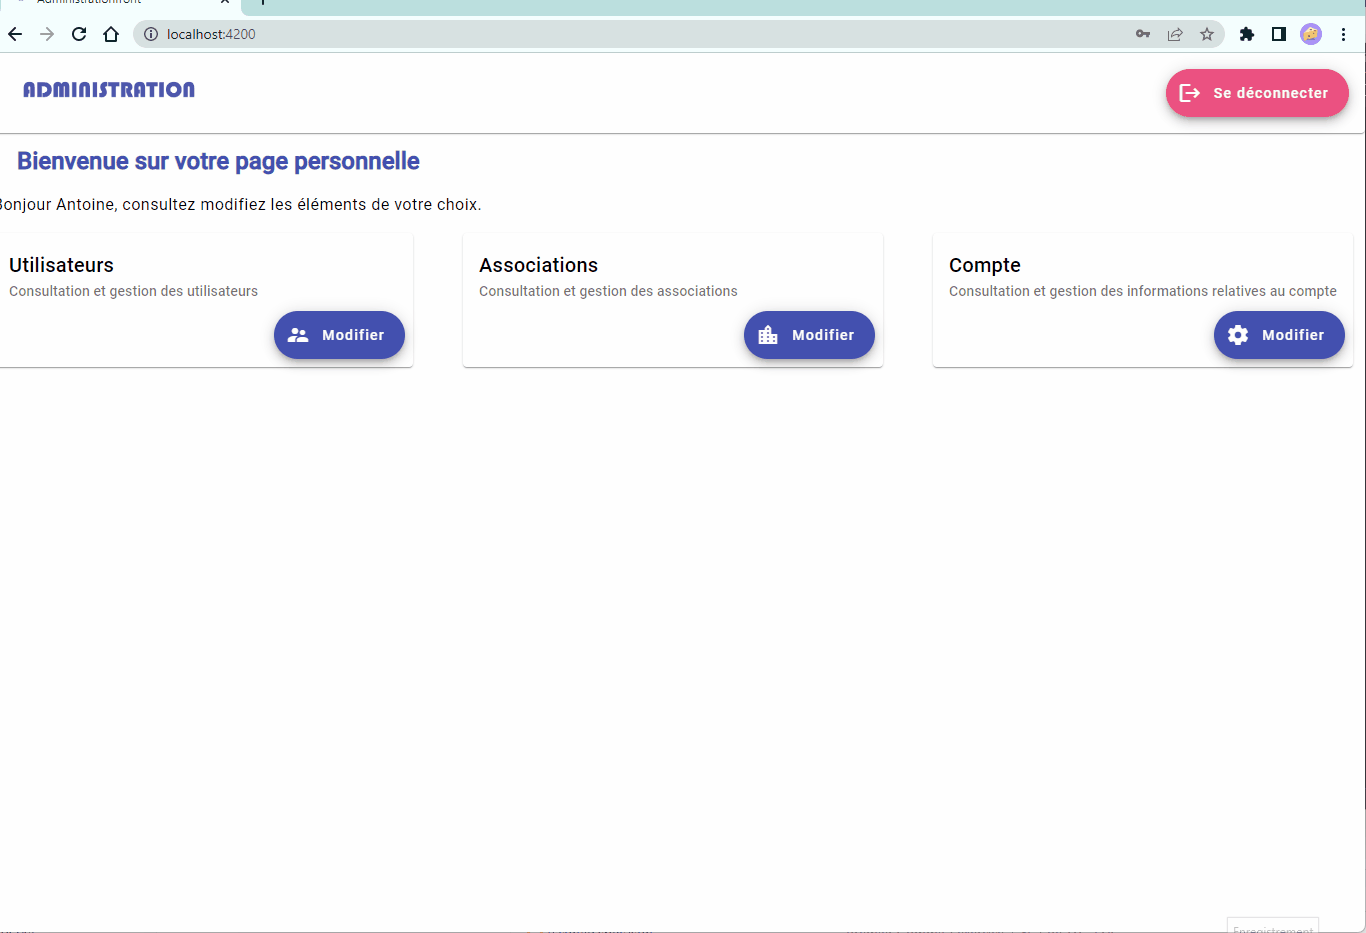 Administrationfront
localhost:4200
ADMINISTRATION
Se déconnecter
Bienvenue sur votre page personnelle
Bonjour Antoine, consultez modifiez les éléments de votre choix.
Utilisateurs
Consultation et gestion des utilisateurs
Modifier
Associations
Consultation et gestion des associations
Modifier
Compte
Consultation et gestion des informations relatives au compte
Modifier
Enregistrement